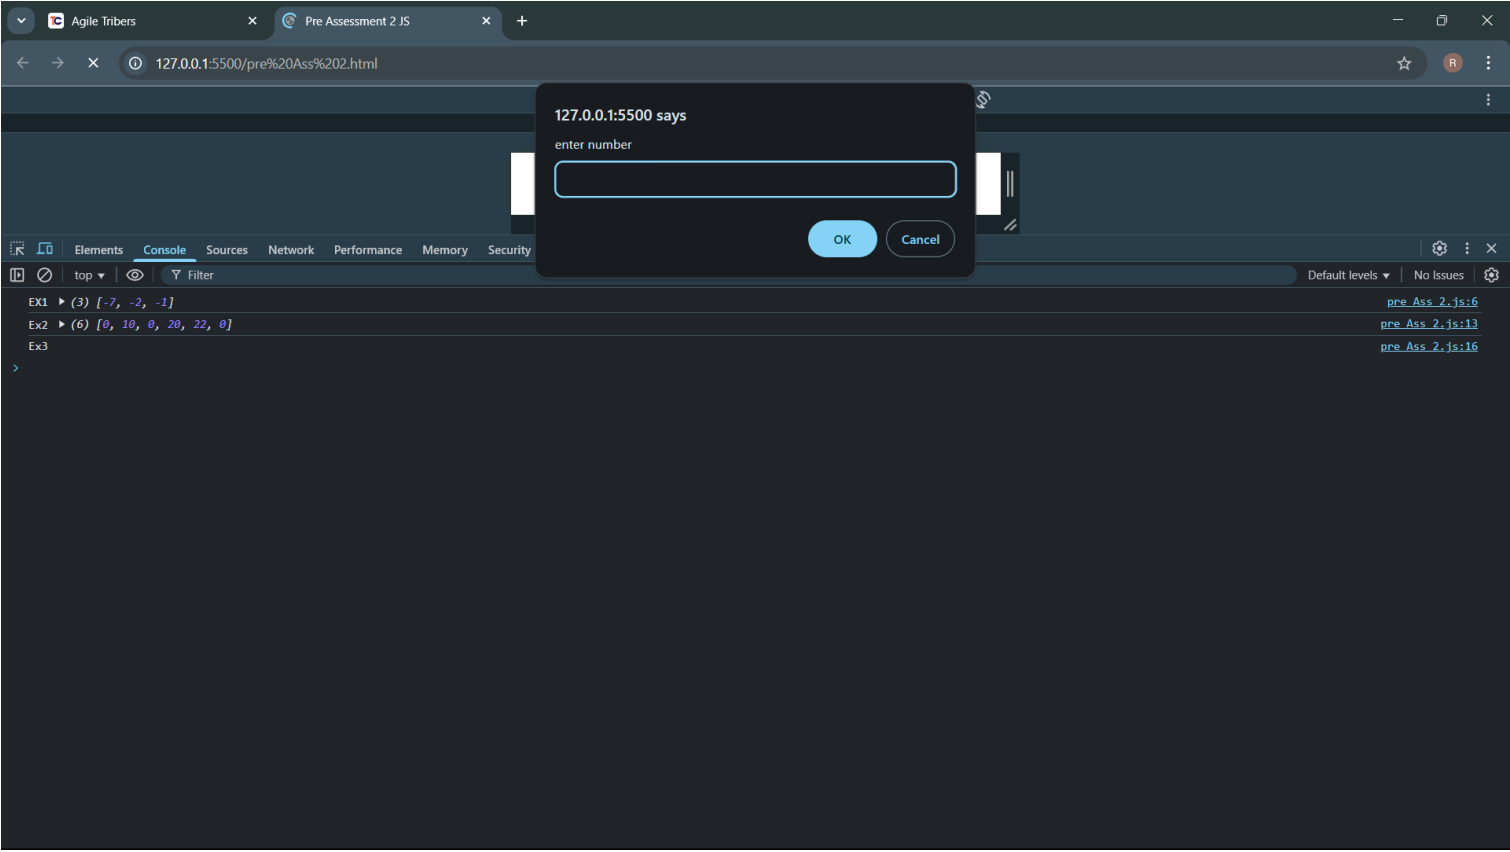 TC Agile Tribers
Pre Assessment 2 JS
127.0.0.1:5500/pre%20Ass%202.html
R
127.0.0.1:5500 says
enter number
OK
Cancel
Elements Console Sources Network Performance Memory Security
top Filter Default levels No Issues
EX1 (3) [-7, -2, -1] pre Ass 2.js:6
Ex2 (6) [0, 10, 0, 20, 22, 0] pre Ass 2.js:13
Ex3 pre Ass 2.js:16